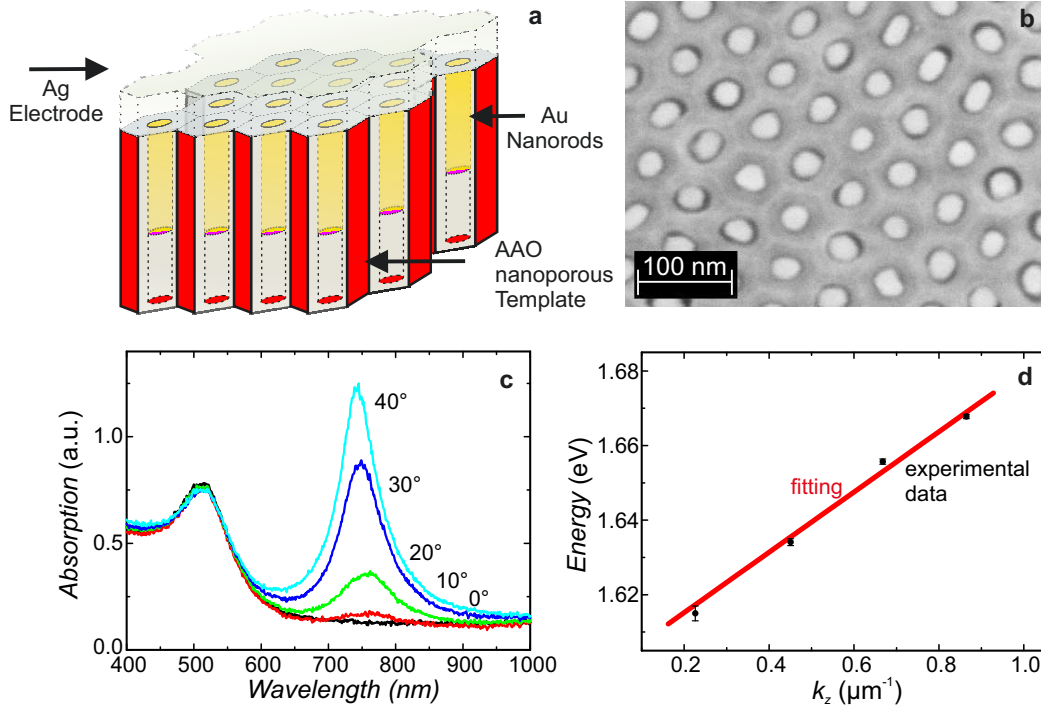 a
Ag
Electrode
Au
Nanorods
AAO
nanoporous
Template
b
100 nm
c
1.0
0.5
0.0
Absorption (a.u.)
40°
30°
20°
10°
0°
400 500 600 700 800 900 1000
Wavelength (nm)
d
1.68
1.66
1.64
1.62
Energy (eV)
fitting
experimental
data
0.2 0.4 0.6 0.8 1.0
k_z (µm⁻¹)